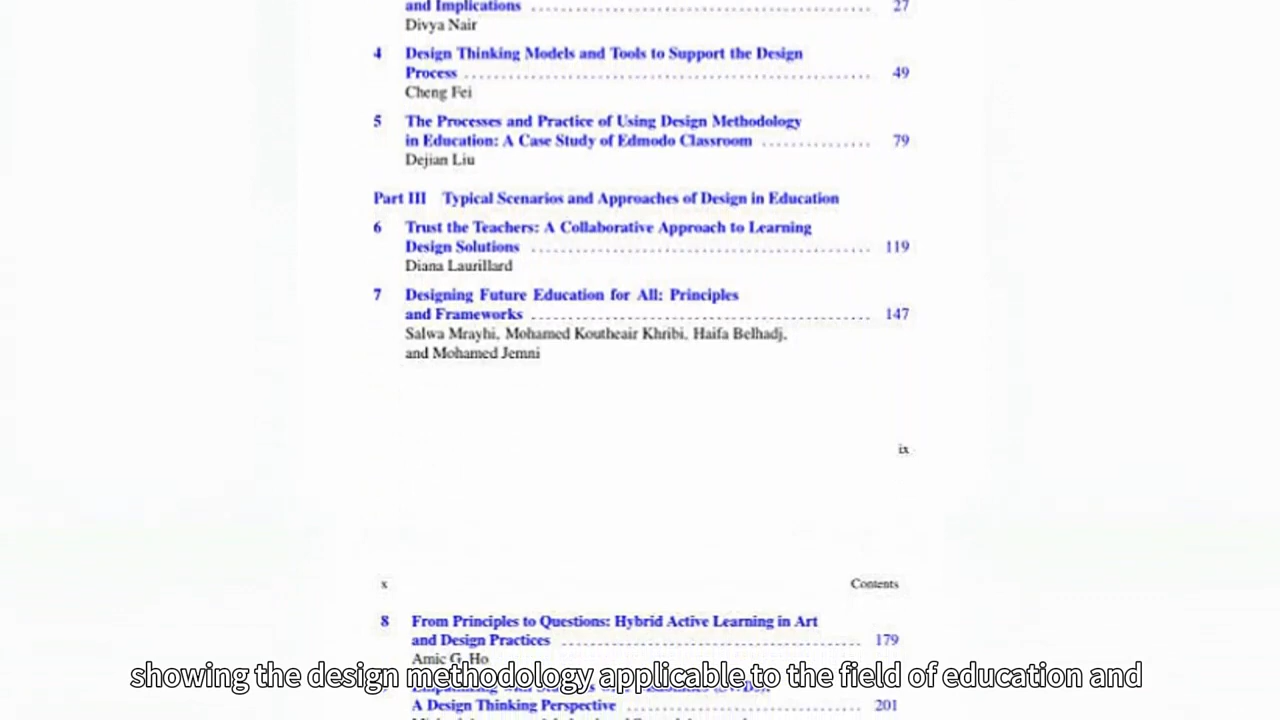 and Implications ........................................ 27
Divya Nair
4 Design Thinking Models and Tools to Support the Design
Process ........................................ 49
Cheng Fei
5 The Processes and Practice of Using Design Methodology
in Education: A Case Study of Edmodo Classroom ............ 79
Dejian Liu
Part III Typical Scenarios and Approaches of Design in Education
6 Trust the Teachers: A Collaborative Approach to Learning
Design Solutions ........................................ 119
Diana Laurillard
7 Designing Future Education for All: Principles
and Frameworks ........................................ 147
Salwa Mrayhi, Mohamed Koutheair Khribi, Haifa Belhadj,
and Mohamed Jemni
ix
x Contents
8 From Principles to Questions: Hybrid Active Learning in Art
and Design Practices ........................................ 179
Amic G. Ho
showing the design methodology applicable to the field of education and
A Design Thinking Perspective ........................................ 201